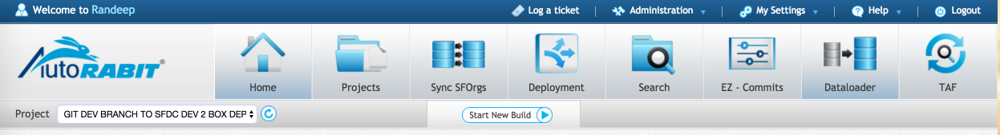 Welcome to Randeep Log a ticket Administration My Settings Help Logout
AutoRABIT®
Home Projects Sync SFOrgs Deployment Search EZ - Commits Dataloader TAF
Project GIT DEV BRANCH TO SFDC DEV 2 BOX DEP Start New Build